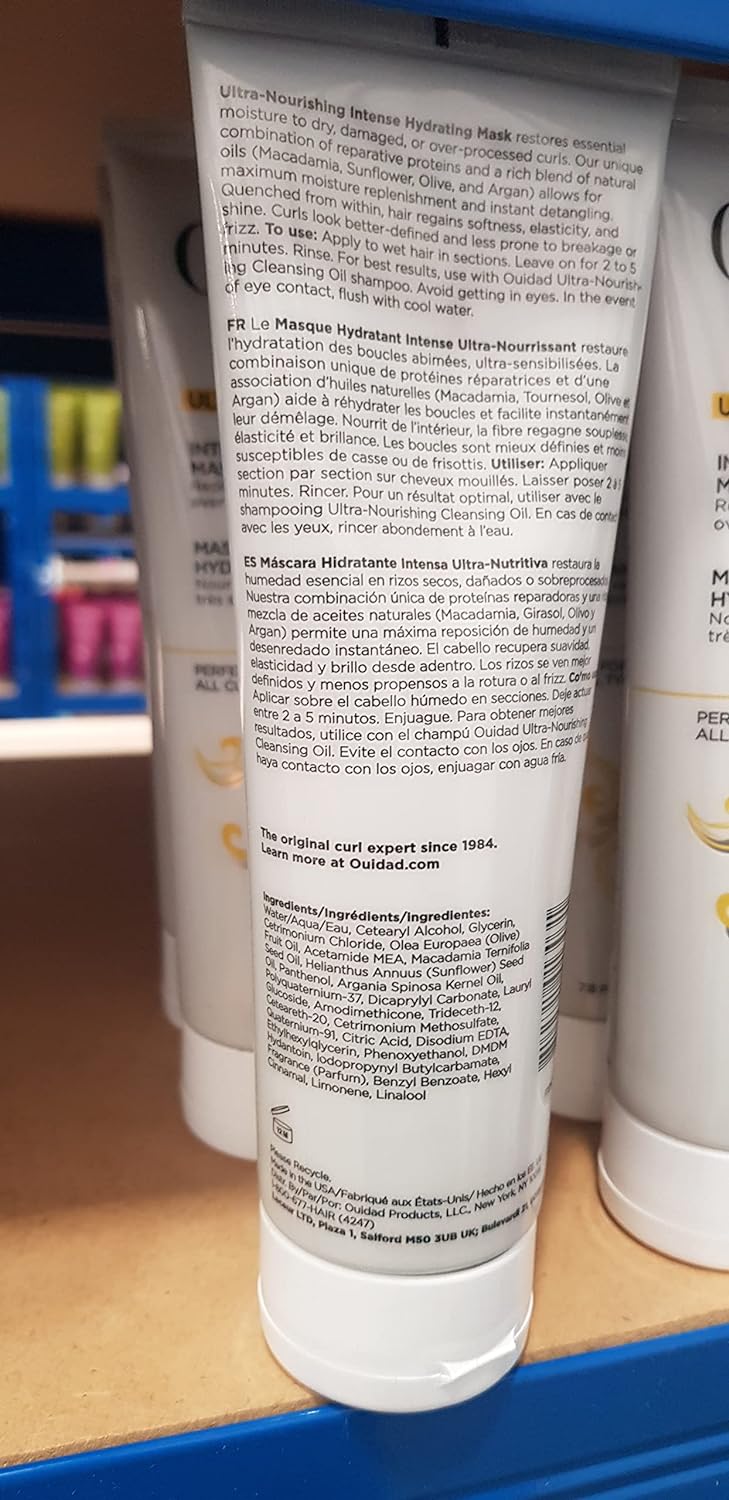 Ultra-Nourishing Intense Hydrating Mask restores essential
moisture to dry, damaged, or over-processed curls. Our unique
combination of reparative proteins and a rich blend of natural
oils (Macadamia, Sunflower, Olive, and Argan) allows for
maximum moisture replenishment and instant detangling.
Quenched from within, hair regains softness, elasticity, and
shine. Curls look better-defined and less prone to breakage or
frizz. To use: Apply to wet hair in sections. Leave on for 2 to 5
minutes. Rinse. For best results, use with Ouidad Ultra-Nourish-
ing Cleansing Oil shampoo. Avoid getting in eyes. In the event
of eye contact, flush with cool water.
FR Le Masque Hydratant Intense Ultra-Nourrissant restaure
l'hydratation des boucles abimées, ultra-sensibilisées. La
combinaison unique de protéines réparatrices et d'une
association d'huiles naturelles (Macadamia, Tournesol, Olive et
Argan) aide à réhydrater les boucles et facilite instantanément
leur démêlage. Nourrit de l'intérieur, la fibre regagne souplesse
élasticité et brillance. Les boucles sont mieux définies et moins
susceptibles de casse ou de frisottis. Utiliser: Appliquer
section par section sur cheveux mouillés. Laisser poser 2 à 5
minutes. Rincer. Pour un résultat optimal, utiliser avec le
shampooing Ultra-Nourishing Cleansing Oil. En cas de contact
avec les yeux, rincer abondement à l'eau.
ES Máscara Hidratante Intensa Ultra-Nutritiva restaura la
humedad esencial en rizos secos, dañados o sobreprocesados
Nuestra combinación única de proteínas reparadoras y una
mezcla de aceites naturales (Macadamia, Girasol, Olivo y
Argan) permite una máxima reposición de humedad y un
desenredado instantáneo. El cabello recupera suavidad,
elasticidad y brillo desde adentro. Los rizos se ven mejor
definidos y menos propensos a la rotura o al frizz. Co'mo
Aplicar sobre el cabello húmedo en secciones. Deje actuar
entre 2 a 5 minutos. Enjuague. Para obtener mejores
resultados, utilice con el champú Ouidad Ultra-Nourishing
Cleansing Oil. Evite el contacto con los ojos. En caso de
haya contacto con los ojos, enjuagar con agua fría.
The original curl expert since 1984.
Learn more at Ouidad.com
Ingredients/Ingrédients/Ingredientes:
Water/Aqua/Eau, Cetearyl Alcohol, Glycerin,
Cetrimonium Chloride, Olea Europaea (Olive)
Fruit Oil, Acetamide MEA, Macadamia Ternifolia
Seed Oil, Helianthus Annuus (Sunflower) Seed
Oil, Panthenol, Argania Spinosa Kernel Oil,
Polyquaternium-37, Dicaprylyl Carbonate, Lauryl
Glucoside, Amodimethicone, Trideceth-12,
Ceteareth-20, Cetrimonium Methosulfate,
Quaternium-91, Citric Acid, Disodium EDTA,
Ethylhexylglycerin, Phenoxyethanol, DMDM
Hydantoin, Iodopropynyl Butylcarbamate,
Fragrance (Parfum), Benzyl Benzoate, Hexyl
Cinnamal, Limonene, Linalool
12 M
Please Recycle.
Made in the USA/Fabriqué aux États-Unis/ Hecho en los
Distr. By/Par/Por: Ouidad Products, LLC., New York, NY
1-800-677-HAIR (4247)
LTD, Plaza 1, Salford M50 3UB UK;
PERF
ALL CU
PER
ALL